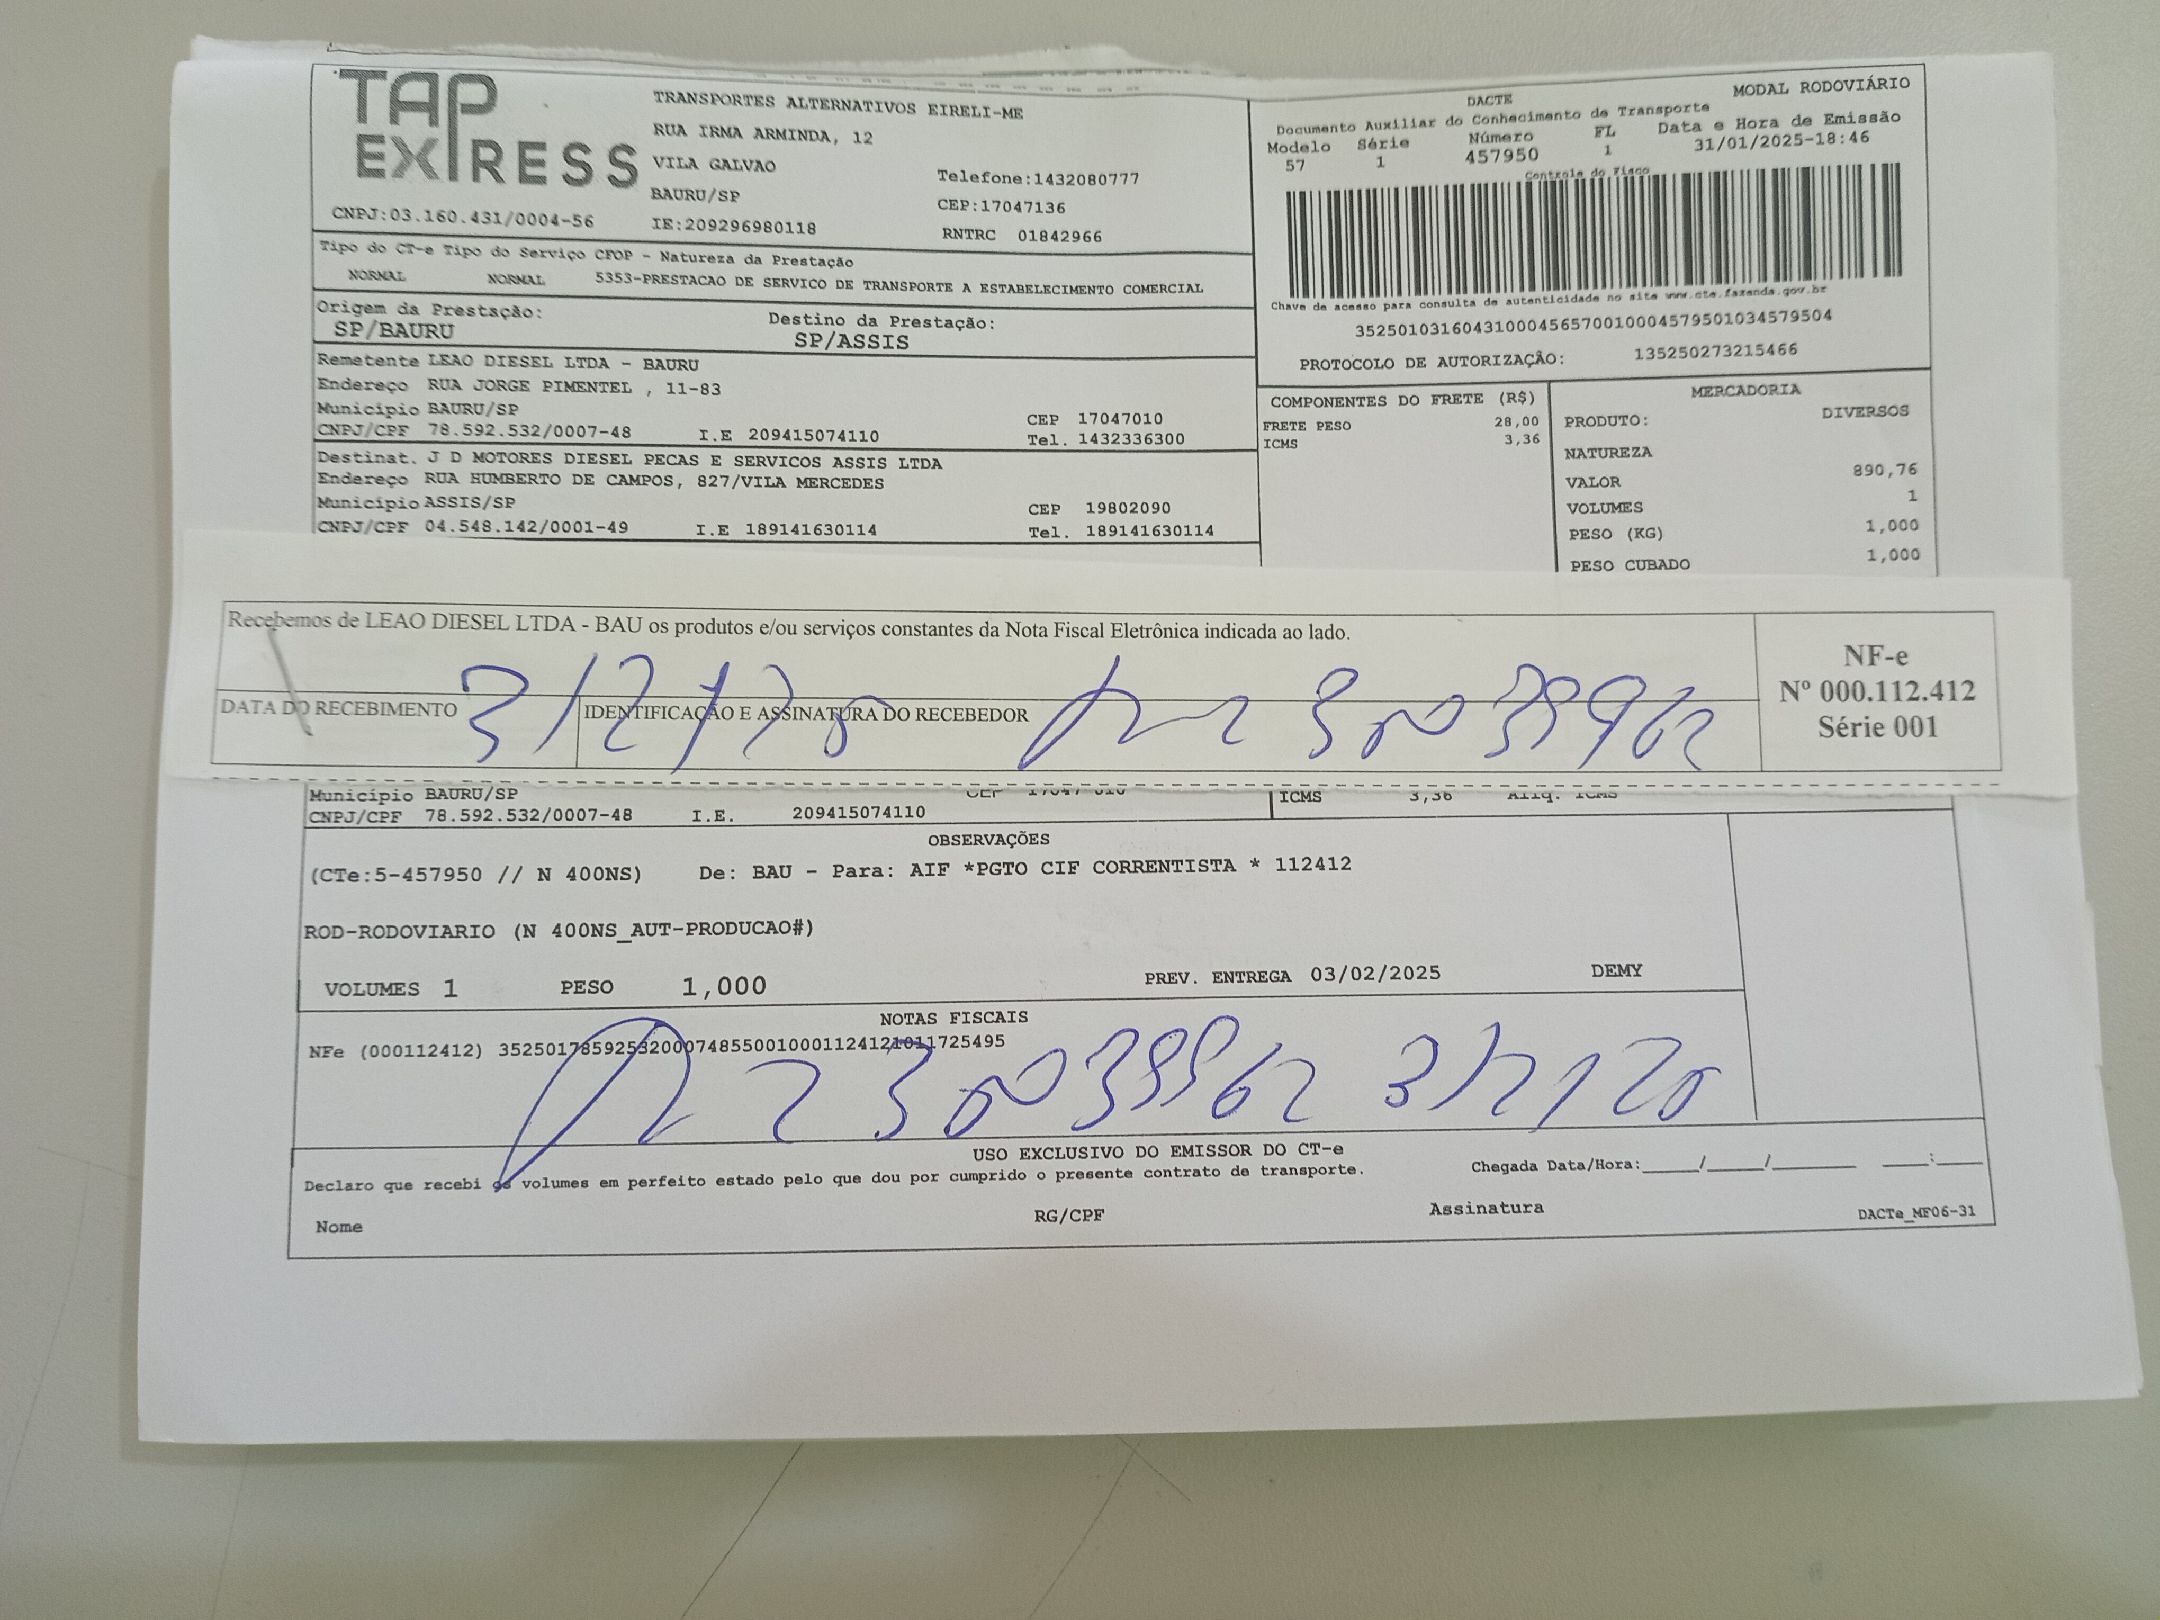 TAP EXPRESS
TRANSPORTES ALTERNATIVOS EIRELI-ME
RUA IRMA ARMINDA, 12
VILA GALVAO
BAURU/SP
Telefone:1432080777
CEP:17047136
CNPJ:03.160.431/0004-56 IE:209296980118 RNTRC 01842966
Tipo do CT-e Tipo do Serviço CFOP - Natureza da Prestação
NORMAL NORMAL 5353-PRESTACAO DE SERVICO DE TRANSPORTE A ESTABELECIMENTO COMERCIAL
Origem da Prestação: Destino da Prestação:
SP/BAURU SP/ASSIS
Remetente LEAO DIESEL LTDA - BAURU
Endereço RUA JORGE PIMENTEL , 11-83
Município BAURU/SP CEP 17047010
CNPJ/CPF 78.592.532/0007-48 I.E 209415074110 Tel. 1432336300
Destinat. J D MOTORES DIESEL PECAS E SERVICOS ASSIS LTDA
Endereço RUA HUMBERTO DE CAMPOS, 827/VILA MERCEDES
Município ASSIS/SP CEP 19802090
CNPJ/CPF 04.548.142/0001-49 I.E 189141630114 Tel. 189141630114
DACTE MODAL RODOVIÁRIO
Documento Auxiliar do Conhecimento de Transporte
Modelo Série Número FL Data e Hora de Emissão
57 1 457950 1 31/01/2025-18:46
Controle do Fisco
Chave de acesso para consulta de autenticidade no site www.cte.fazenda.gov.br
35250103160431000456570010004579501034579504
PROTOCOLO DE AUTORIZAÇÃO: 135250273215466
COMPONENTES DO FRETE (R$)
FRETE PESO 28,00
ICMS 3,36
MERCADORIA
PRODUTO: DIVERSOS
NATUREZA
VALOR 890,76
VOLUMES 1
PESO (KG) 1,000
PESO CUBADO 1,000
Recebemos de LEAO DIESEL LTDA - BAU os produtos e/ou serviços constantes da Nota Fiscal Eletrônica indicada ao lado.
DATA DO RECEBIMENTO IDENTIFICAÇÃO E ASSINATURA DO RECEBEDOR
NF-e
Nº 000.112.412
Série 001
Município BAURU/SP CEP 17047 010 ICMS 3,36 Aliq. ICMS
CNPJ/CPF 78.592.532/0007-48 I.E. 209415074110
OBSERVAÇÕES
(CTe:5-457950 // N 400NS) De: BAU - Para: AIF *PGTO CIF CORRENTISTA * 112412
ROD-RODOVIARIO (N 400NS_AUT-PRODUCAO#)
VOLUMES 1 PESO 1,000 PREV. ENTREGA 03/02/2025 DEMY
NOTAS FISCAIS
NFe (000112412) 35250178592532000748550010001124121011725495
USO EXCLUSIVO DO EMISSOR DO CT-e
Declaro que recebi os volumes em perfeito estado pelo que dou por cumprido o presente contrato de transporte. Chegada Data/Hora:____/____/______ ___:___
Nome RG/CPF Assinatura DACTe_MF06-31